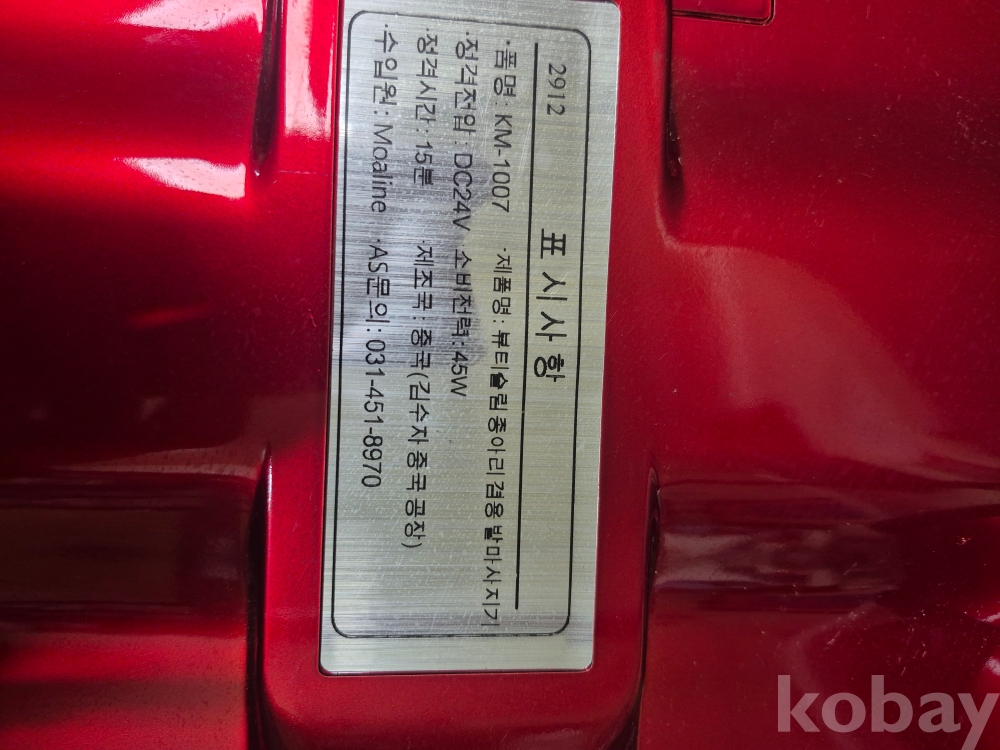 2912
표시사항
·품명 : KM-1007 ·제품명 : 뷰티슬림종아리겸용발마사지기
·정격전압 : DC24V 소비전력 : 45W
·정격시간 : 15분 ·제조국 : 중국(김수자중국공장)
·수입원 : Moaline ·AS문의 : 031-451-8970
kobay